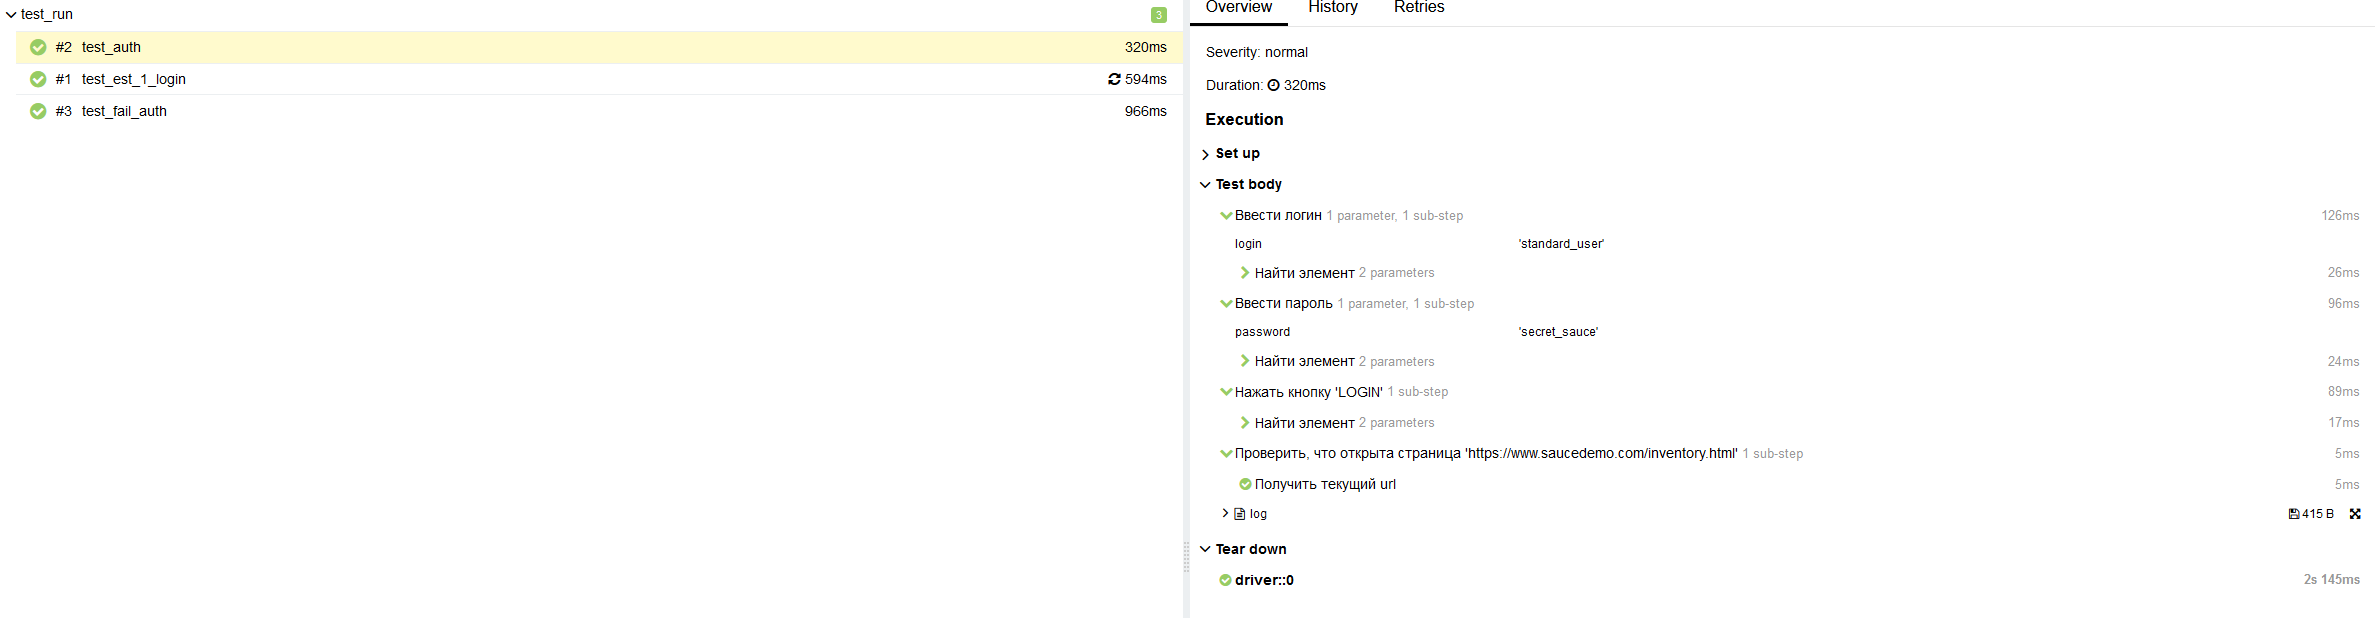 test_run 3
#2 test_auth 320ms
#1 test_est_1_login 594ms
#3 test_fail_auth 966ms
Overview History Retries
Severity: normal
Duration: 320ms
Execution
Set up
Test body
Ввести логин 1 parameter, 1 sub-step 126ms
login 'standard_user'
Найти элемент 2 parameters 26ms
Ввести пароль 1 parameter, 1 sub-step 96ms
password 'secret_sauce'
Найти элемент 2 parameters 24ms
Нажать кнопку 'LOGIN' 1 sub-step 89ms
Найти элемент 2 parameters 17ms
Проверить, что открыта страница 'https://www.saucedemo.com/inventory.html' 1 sub-step 5ms
Получить текущий url 5ms
log 415 B
Tear down
driver::0 2s 145ms